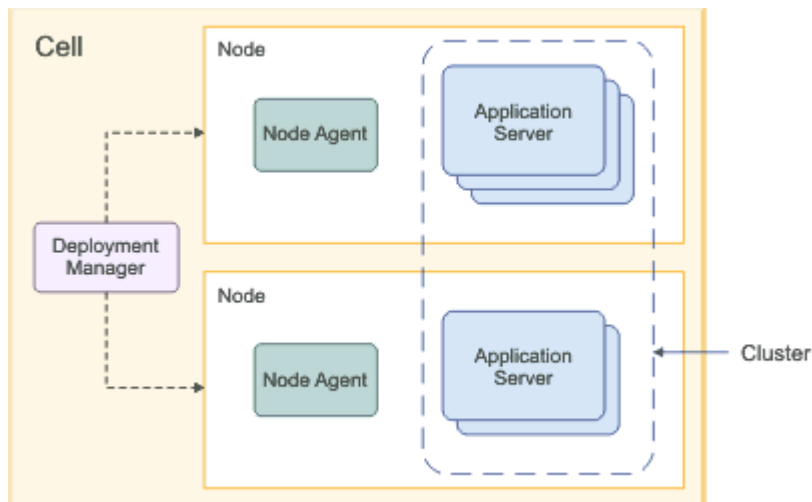 Cell
Node
Node Agent
Application
Server
Deployment
Manager
Node
Node Agent
Application
Server
Cluster